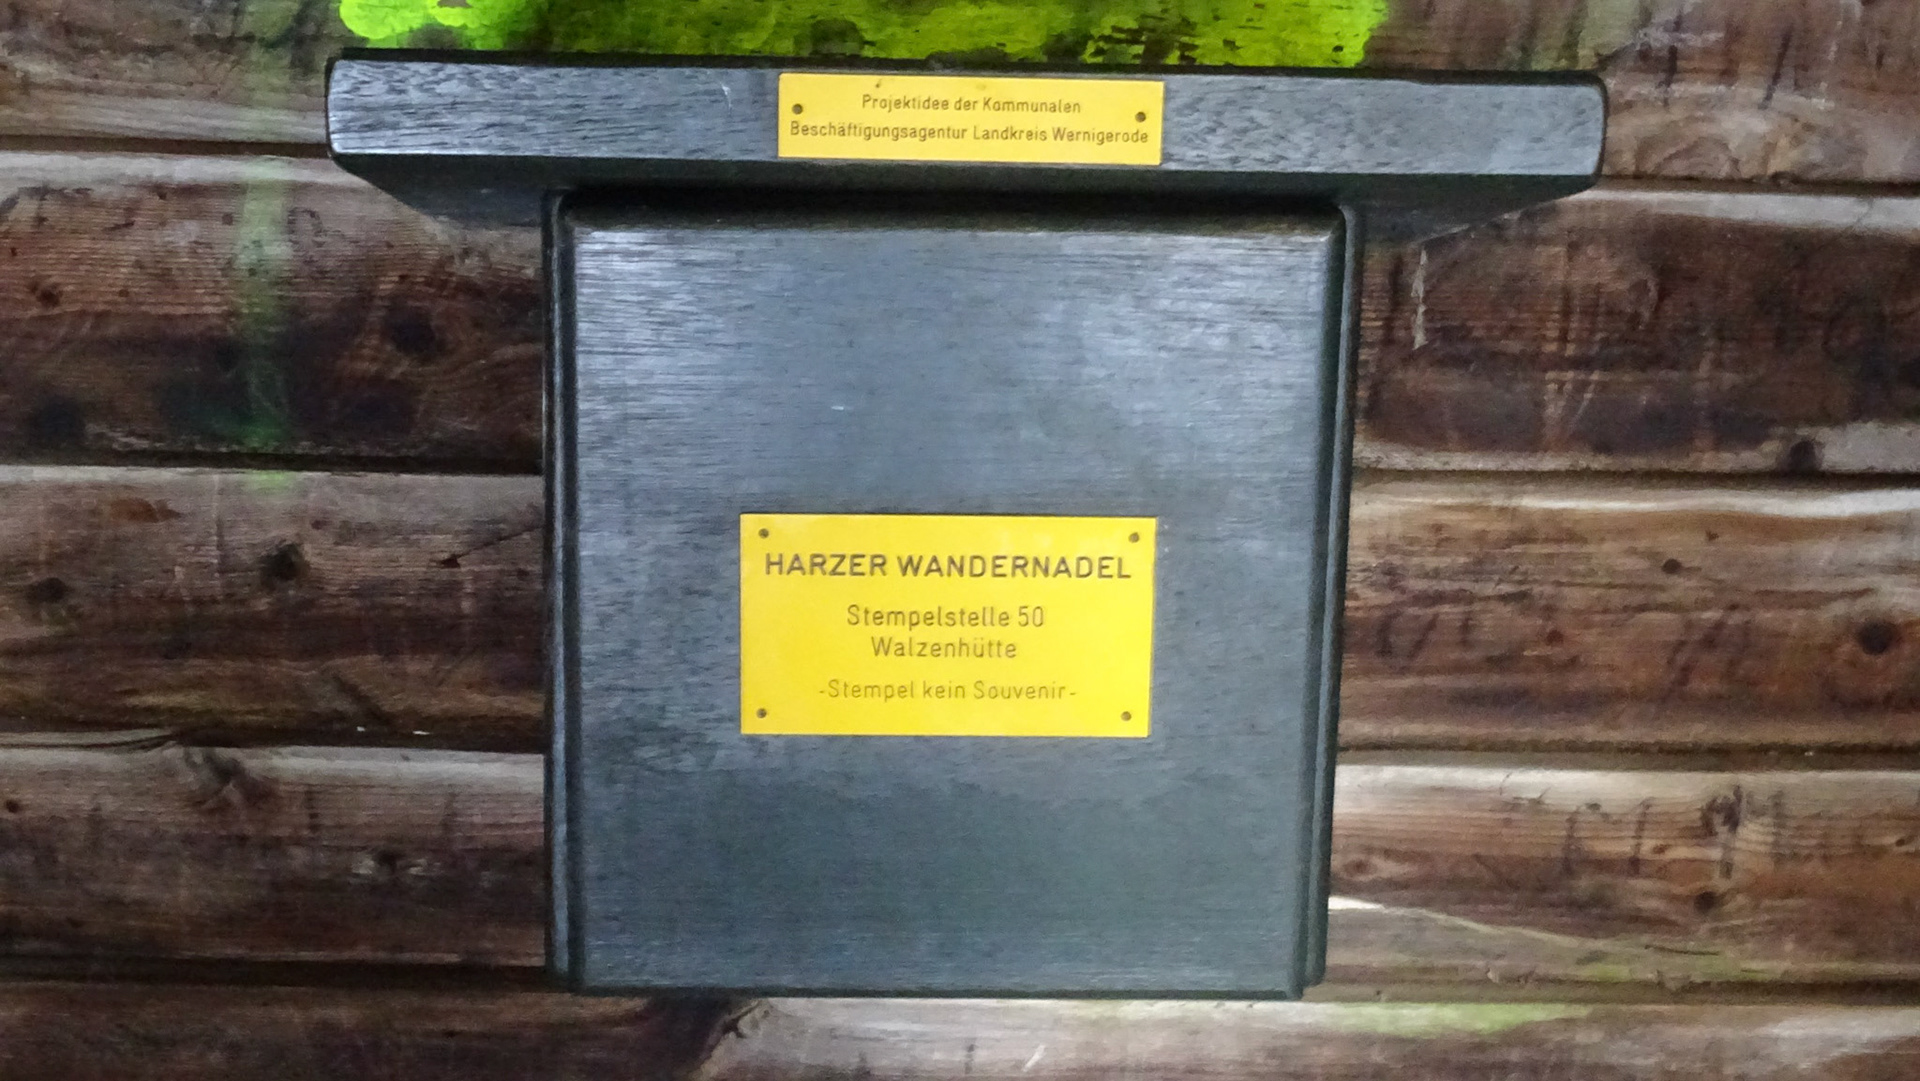 Projektidee der Kommunalen
Beschäftigungsagentur Landkreis Wernigerode
HARZER WANDERNADEL
Stempelstelle 50
Walzenhütte
-Stempel kein Souvenir-